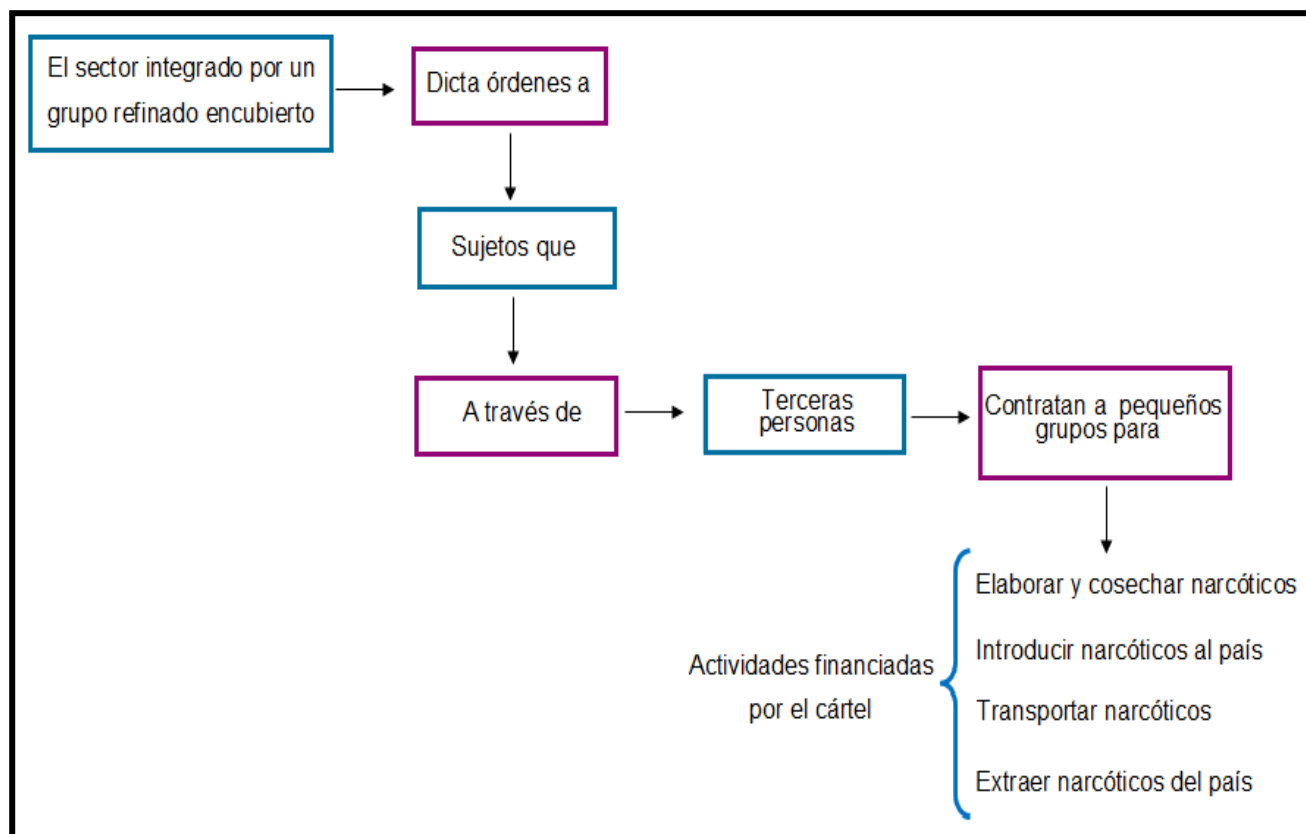 El sector integrado por un
grupo refinado encubierto
Dicta órdenes a
Sujetos que
A través de
Terceras
personas
Contratan a pequeños
grupos para
Actividades financiadas
por el cártel
Elaborar y cosechar narcóticos
Introducir narcóticos al país
Transportar narcóticos
Extraer narcóticos del país